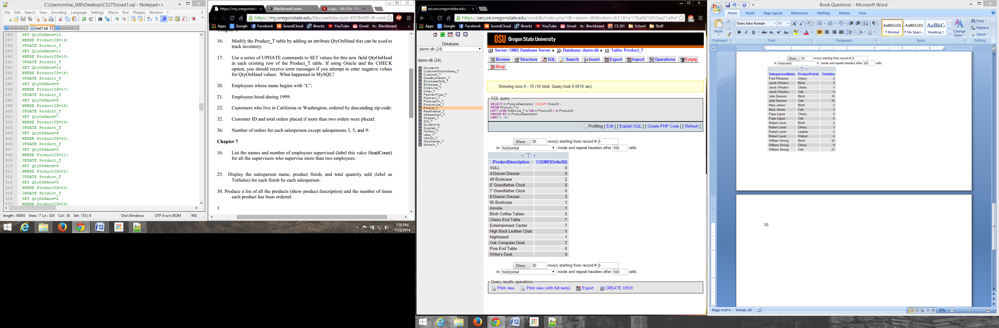 C:\Users\mihai_000\Desktop\CS275\load1.sql - Notepad++
File Edit Search View Encoding Language Settings Macro Run Plugins Window ? X
create.sql load1.sql load2.sql
286 SET QtyOnHand=12
287 WHERE ProductID=14;
288 UPDATE Product_T
289 SET QtyOnHand=11
290 WHERE ProductID=15;
291 UPDATE Product_T
292 SET QtyOnHand=10
293 WHERE ProductID=16;
294 UPDATE Product_T
295 SET QtyOnHand=9
296 WHERE ProductID=17;
297 UPDATE Product_T
298 SET QtyOnHand=8
299 WHERE ProductID=18;
300 UPDATE Product_T
301 SET QtyOnHand=7
302 WHERE ProductID=19;
303 UPDATE Product_T
304 SET QtyOnHand=6
305 WHERE ProductID=20;
306 UPDATE Product_T
307 SET QtyOnHand=5
308 WHERE ProductID=21;
309 UPDATE Product_T
310 SET QtyOnHand=4
311 WHERE ProductID=22;
312 UPDATE Product_T
313 SET QtyOnHand=3
314 WHERE ProductID=23;
315 UPDATE Product_T
316 SET QtyOnHand=2
317 WHERE ProductID=24;
length : 40045 lines : 7 Ln : 324 Col : 30 Sel : 155 | 4 Dos\Windows UTF-8 w/o BOM INS
https://my.oregonstate Blackboard Learn Logic - All I Do - Yo
https://my.oregonstate.edu/bbcswebdav/pid-4978449-dt-cont ABP
Apps Google Facebook SoundCloud 8tracks YouTube Gmail Blackboard »
16. Modify the Product_T table by adding an attribute QtyOnHand that can be used to
track inventory.
17. Use a series of UPDATE commands to SET values for this new field QtyOnHand
in each existing row of the Product_T table. If using Oracle and the CHECK
option, you should receive error messages if you attempt to enter negative values
for QtyOnHand values. What happened in MySQL?
20. Employees whose name begins with “L”:
21. Employees hired during 1999:
22. Customers who live in California or Washington, ordered by descending zip code:
32. Customer ID and total orders placed if more than two orders were placed:
36. Number of orders for each salesperson except salespersons 3, 5, and 9:
Chapter 7
16. List the names and number of employees supervised (label this value HeadCount)
for all the supervisors who supervise more than two employees:
25. Display the salesperson name, product finish, and total quantity sold (label as
TotSales) for each finish by each salesperson.
30. Produce a list of all the products (show product description) and the number of times
each product has been ordered:
1
7:58 PM
11/2/2014
secure.oregonstate.edu /
https://secure.oregonstate.edu/oniddb/index.php?db=danm-db&token=b5181e178a9d1692aa21e8e9 ABP 153
Apps Google Facebook SoundCloud 8tracks YouTube Gmail Blackboard CS 261 School Stuff
Database
danm-db (24)
danm-db (24)
CourseInfo
CustomerShipAddress_T
Customer_T
DoesBusinessIn_T
EmployeeSkills_T
Employee_T
OrderLine_T
Order_T
PaymentType_T
Payment_T
ProducedIn_T
ProductLine_T
Product_T
RawMaterial_T
Salesperson_T
Shipped_T
Skill_T
StudentInfo
Supplies_T
Territory_T
Uses_T
Vendor_T
WorkCenter_T
WorksIn_T
OSU Oregon State University
Server: ONID Database Server Database: danm-db Table: Product_T
Browse Structure SQL Search Insert Export Import Operations Empty
Drop
Showing rows 0 - 15 (16 total, Query took 0.0015 sec)
SQL query:
SELECT m.ProductDescription, COUNT( OrderID )
FROM Product_T m
LEFT JOIN OrderLine_T ol ON m.ProductID = ol.ProductID
GROUP BY m.ProductDescription
LIMIT 0 , 30
Profiling [ Edit ] [ Explain SQL ] [ Create PHP Code ] [ Refresh ]
Show : 30 row(s) starting from record # 0
in horizontal mode and repeat headers after 100 cells
ProductDescription COUNT(OrderID)
NULL 0
4-Drawer Dresser 0
48 Bookcase 2
6' Grandfather Clock 0
7' Grandfather Clock 0
8-Drawer Dresser 3
96 Bookcase 1
Amoire 1
Birch Coffee Tables 5
Cherry End Table 7
Entertainment Center 7
High Back Leather Chair 1
Nightstand 1
Oak Computer Desk 7
Pine End Table 0
Writer's Desk 4
Show : 30 row(s) starting from record # 0
in horizontal mode and repeat headers after 100 cells
Query results operations
Print view Print view (with full texts) Export CREATE VIEW
Book Questions - Microsoft Word
Home Insert Page Layout References Mailings Review View
Paste
Times New Roman 11
AaBbCcDc AaBbCcDc AaBbC
¶ Normal ¶ No Spaci... Heading 1
Change Styles
Find
Replace
Select
Clipboard Font Paragraph Styles Editing
Show : 30 row(s) starting from record # 0
in horizontal mode and repeat headers after 100 cells
SalespersonName ProductFinish TotSales
Fred Flinstone Cherry 2
Jacob Winslow Birch 3
Jacob Winslow Cherry 1
Jacob Winslow Oak 5
Julie Dawson Birch 10
Julie Dawson Oak 10
Mary James Birch 2
Mary James Oak 3
Pepe Lepue Cherry 0
Pepe Lepue Oak 5
Robert Lewis Birch 2
Robert Lewis Cherry 1
Robert Lewis Leather 5
Robert Lewis Walnut 4
William Strong Birch 32
William Strong Cherry 9
William Strong Oak 23
30.
Page: 4 of 4 Words: 20 95%